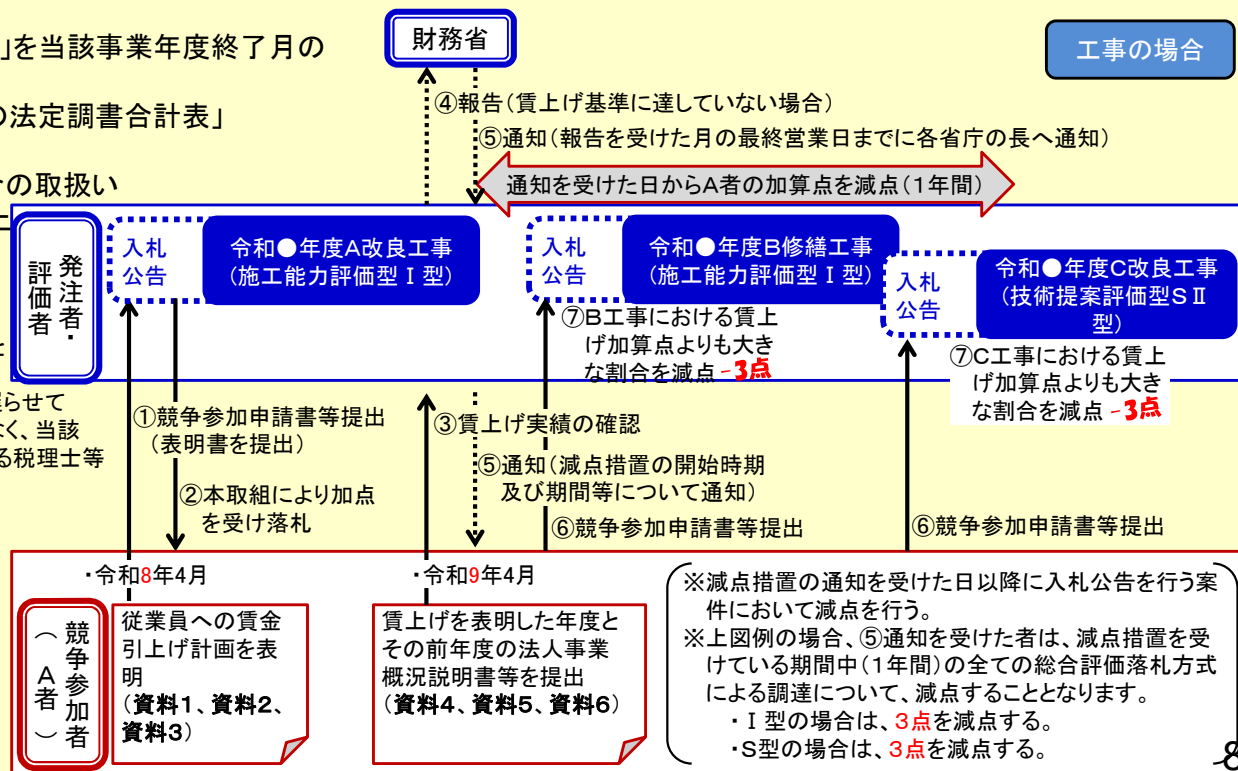 」を当該事業年度終了月の
の法定調書合計表」
の取扱い
らせて
なく、当該
る税理士等
財務省
工事の場合
④報告(賃上げ基準に達していない場合)
⑤通知(報告を受けた月の最終営業日までに各省庁の長へ通知)
通知を受けた日からA者の加算点を減点(1年間)
発注者・
評価者
入札
公告
令和●年度A改良工事
(施工能力評価型Ⅰ型)
入札
公告
令和●年度B修繕工事
(施工能力評価型Ⅰ型)
入札
公告
令和●年度C改良工事
(技術提案評価型SⅡ
型)
⑦B工事における賃上
げ加算点よりも大き
な割合を減点 -3点
⑦C工事における賃上
げ加算点よりも大き
な割合を減点 -3点
①競争参加申請書等提出
(表明書を提出)
②本取組により加点
を受け落札
③賃上げ実績の確認
⑤通知(減点措置の開始時期
及び期間等について通知)
⑥競争参加申請書等提出
⑥競争参加申請書等提出
競争参加者
(A者)
・令和8年4月
従業員への賃金
引上げ計画を表
明
(資料1、資料2、
資料3)
・令和9年4月
賃上げを表明した年度と
その前年度の法人事業
概況説明書等を提出
(資料4、資料5、資料6)
※減点措置の通知を受けた日以降に入札公告を行う案
件において減点を行う。
※上図例の場合、⑤通知を受けた者は、減点措置を受
けている期間中(1年間)の全ての総合評価落札方式
による調達について、減点することとなります。
・Ⅰ型の場合は、3点を減点する。
・S型の場合は、3点を減点する。
8